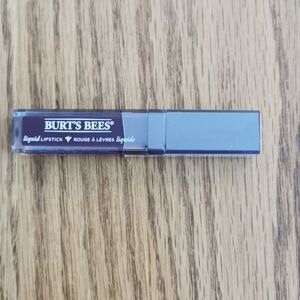 BURT'S BEES®
liquid LIPSTICK ROUGE À LÈVRES liquide